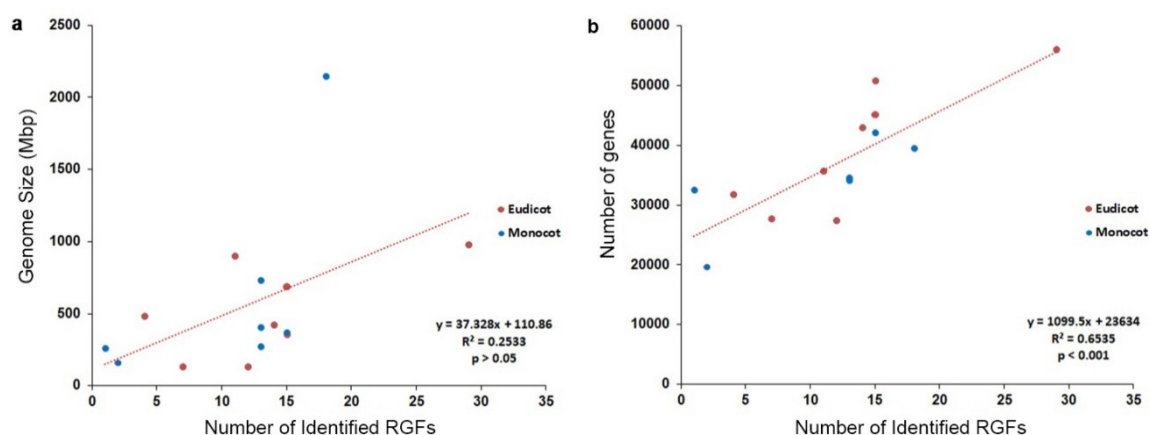 a
2500
2000
1500
1000
500
0
Genome Size (Mbp)
0 5 10 15 20 25 30 35
Number of Identified RGFs
Eudicot
Monocot
y = 37.328x + 110.86
R² = 0.2533
p > 0.05
b
60000
50000
40000
30000
20000
10000
0
Number of genes
0 5 10 15 20 25 30 35
Number of Identified RGFs
Eudicot
Monocot
y = 1099.5x + 23634
R² = 0.6535
p < 0.001